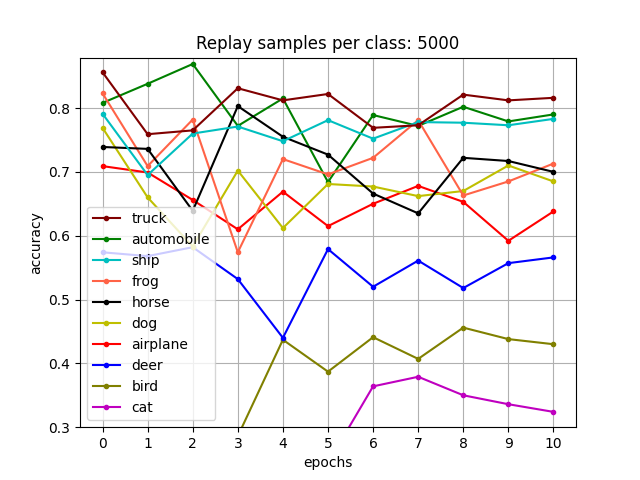 Replay samples per class: 5000
accuracy
0.8
0.7
0.6
0.5
0.4
0.3
truck
automobile
ship
frog
horse
dog
airplane
deer
bird
cat
0 1 2 3 4 5 6 7 8 9 10
epochs